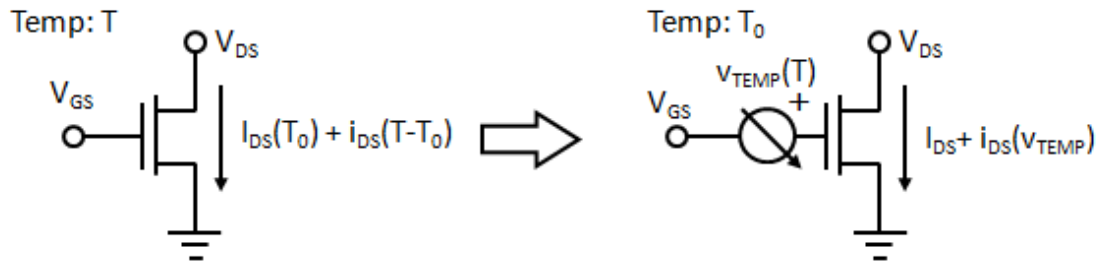 Temp: T
V_DS
V_GS
I_DS(T_0) + i_DS(T-T_0)
Temp: T_0
V_DS
v_TEMP(T)
+
V_GS
I_DS+ i_DS(v_TEMP)